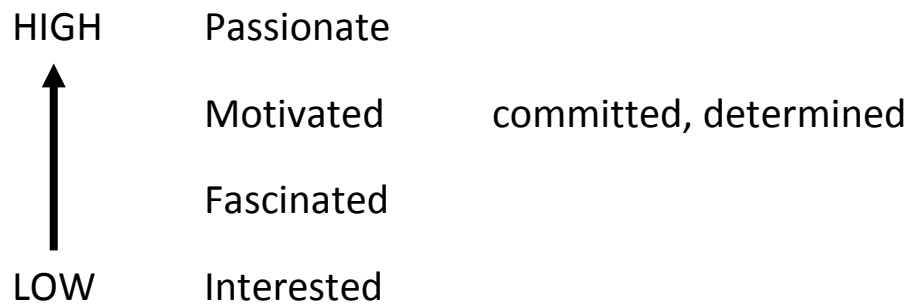 HIGH Passionate
Motivated committed, determined
Fascinated
LOW Interested